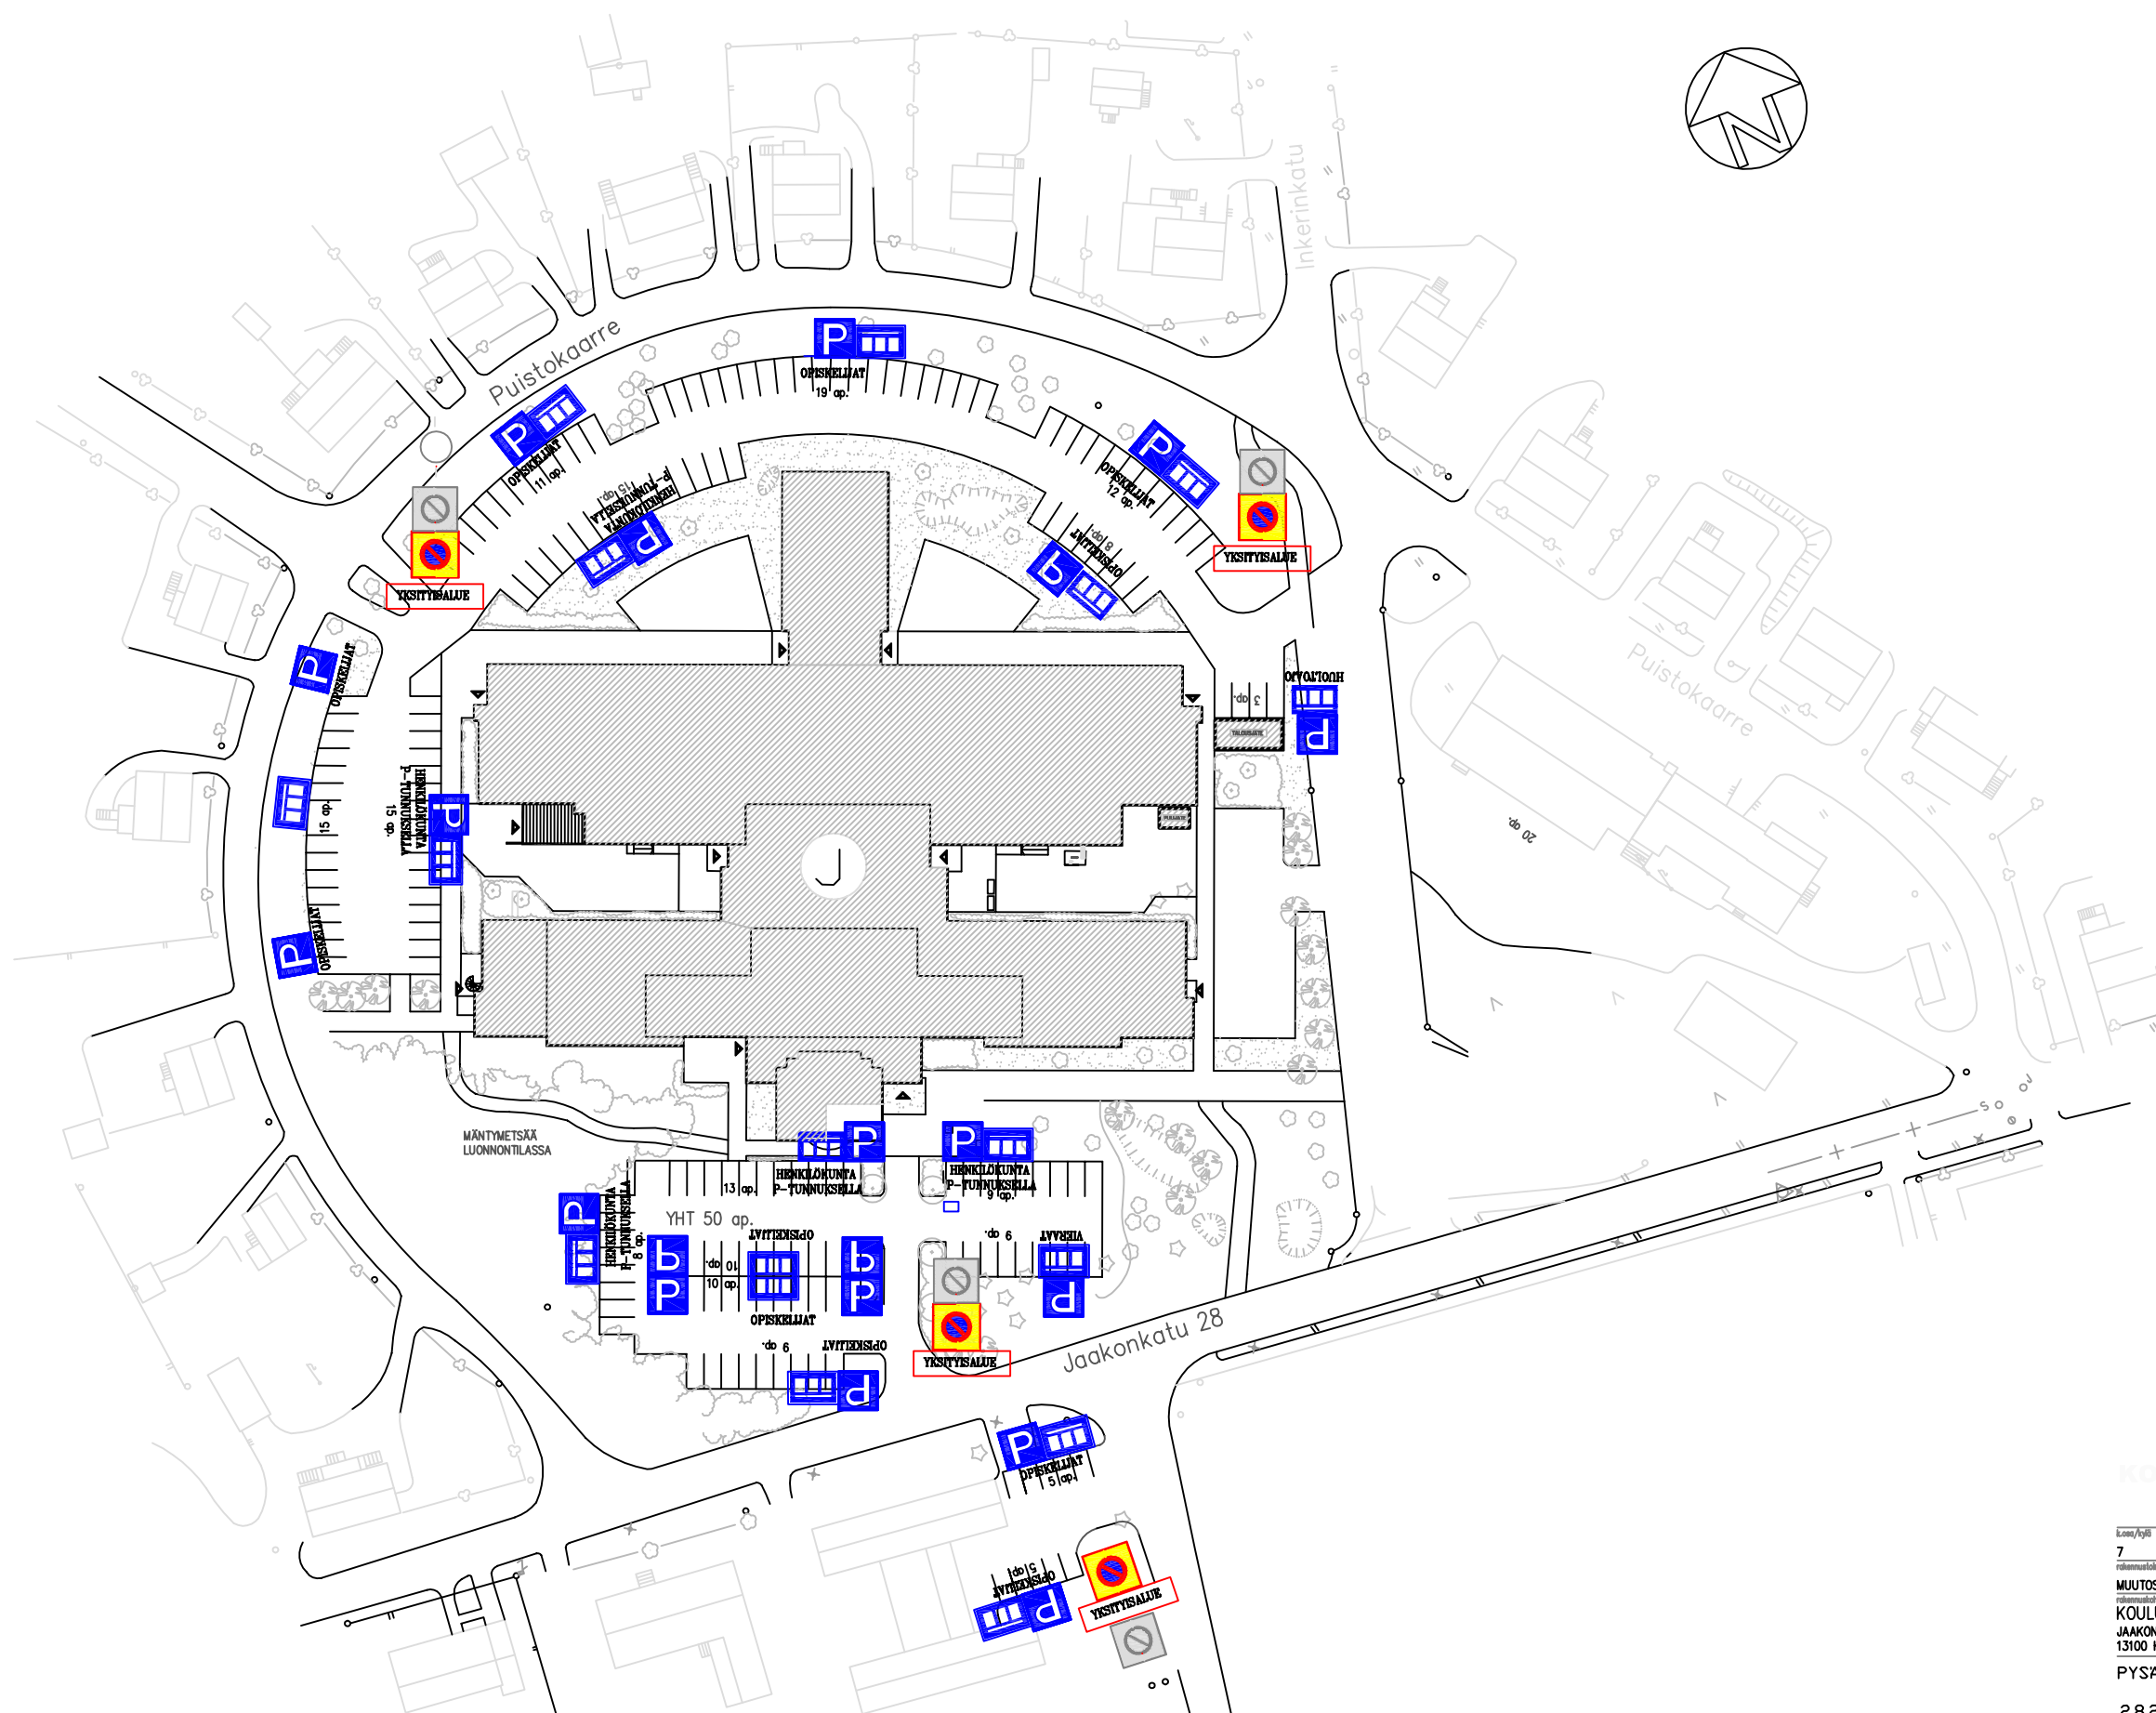 N
Inkerinkatu
Puistokaarre
P
OPISKELIJAT
19 ap.
P
OPISKELIJAT
11 ap.
P
OPISKELIJAT
12 ap.
HENKILÖKUNTA
P-TUNNUKSELLA
15 ap.
P
OPISKELIJAT
8 ap.
P
YKSITYISALUE
YKSITYISALUE
P
OPISKELIJAT
15 ap.
P
OPISKELIJAT
HENKILÖKUNTA
P-TUNNUKSELLA
15 ap.
P
HUOLTOAJO
P
3 ap.
Puistokaarre
20 ap.
J
MÄNTYMETSÄÄ
LUONNONTILASSA
P
HENKILÖKUNTA
P-TUNNUKSELLA
13 ap.
P
HENKILÖKUNTA
P-TUNNUKSELLA
9 ap.
P
HENKILÖKUNTA
P-TUNNUKSELLA
8 ap.
YHT 50 ap.
OPISKELIJAT
P
P
10 ap.
10 ap.
P
P
OPISKELIJAT
9 ap.
VIERAAT
P
9 ap.
OPISKELIJAT
P
YKSITYISALUE
Jaakonkatu 28
P
OPISKELIJAT
5 ap.
5 ap.
OPISKELIJAT
P
YKSITYISALUE
k.osa/kylä
7